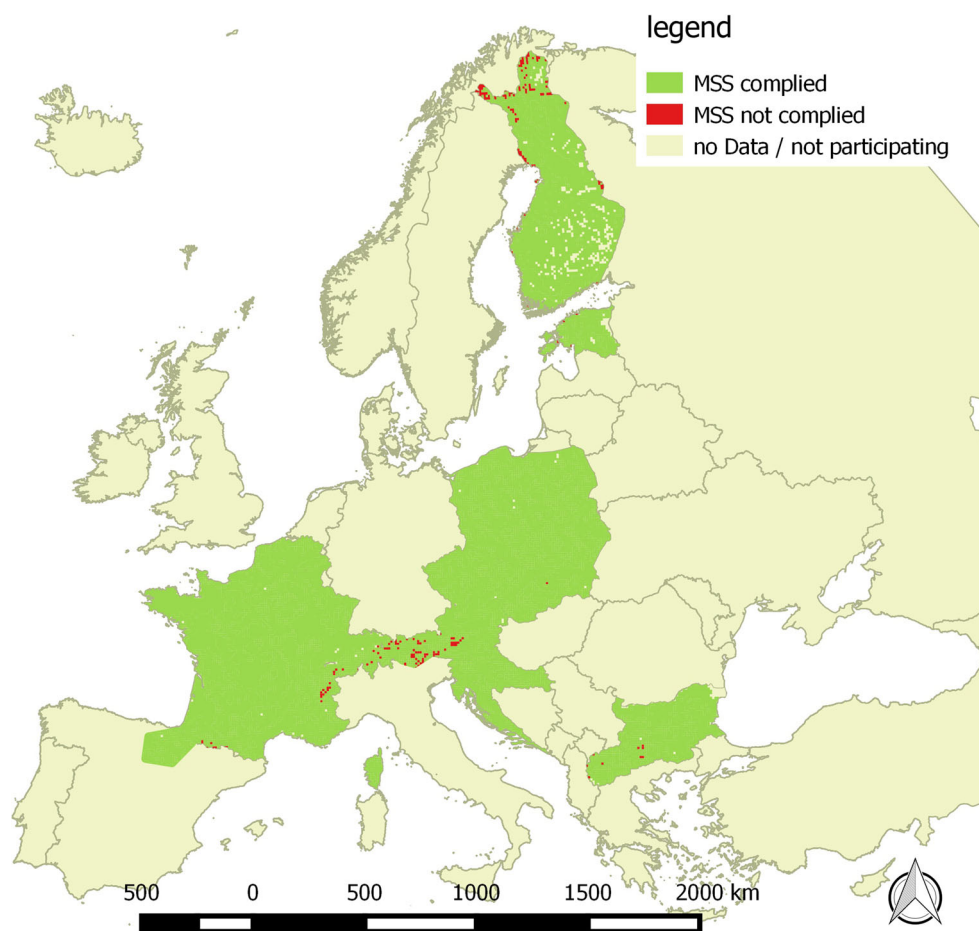 legend
MSS complied
MSS not complied
no Data / not participating
500 0 500 1000 1500 2000 km